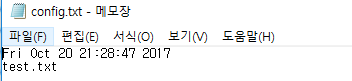 config.txt - 메모장
파일(F) 편집(E) 서식(O) 보기(V) 도움말(H)
Fri Oct 20 21:28:47 2017
test.txt